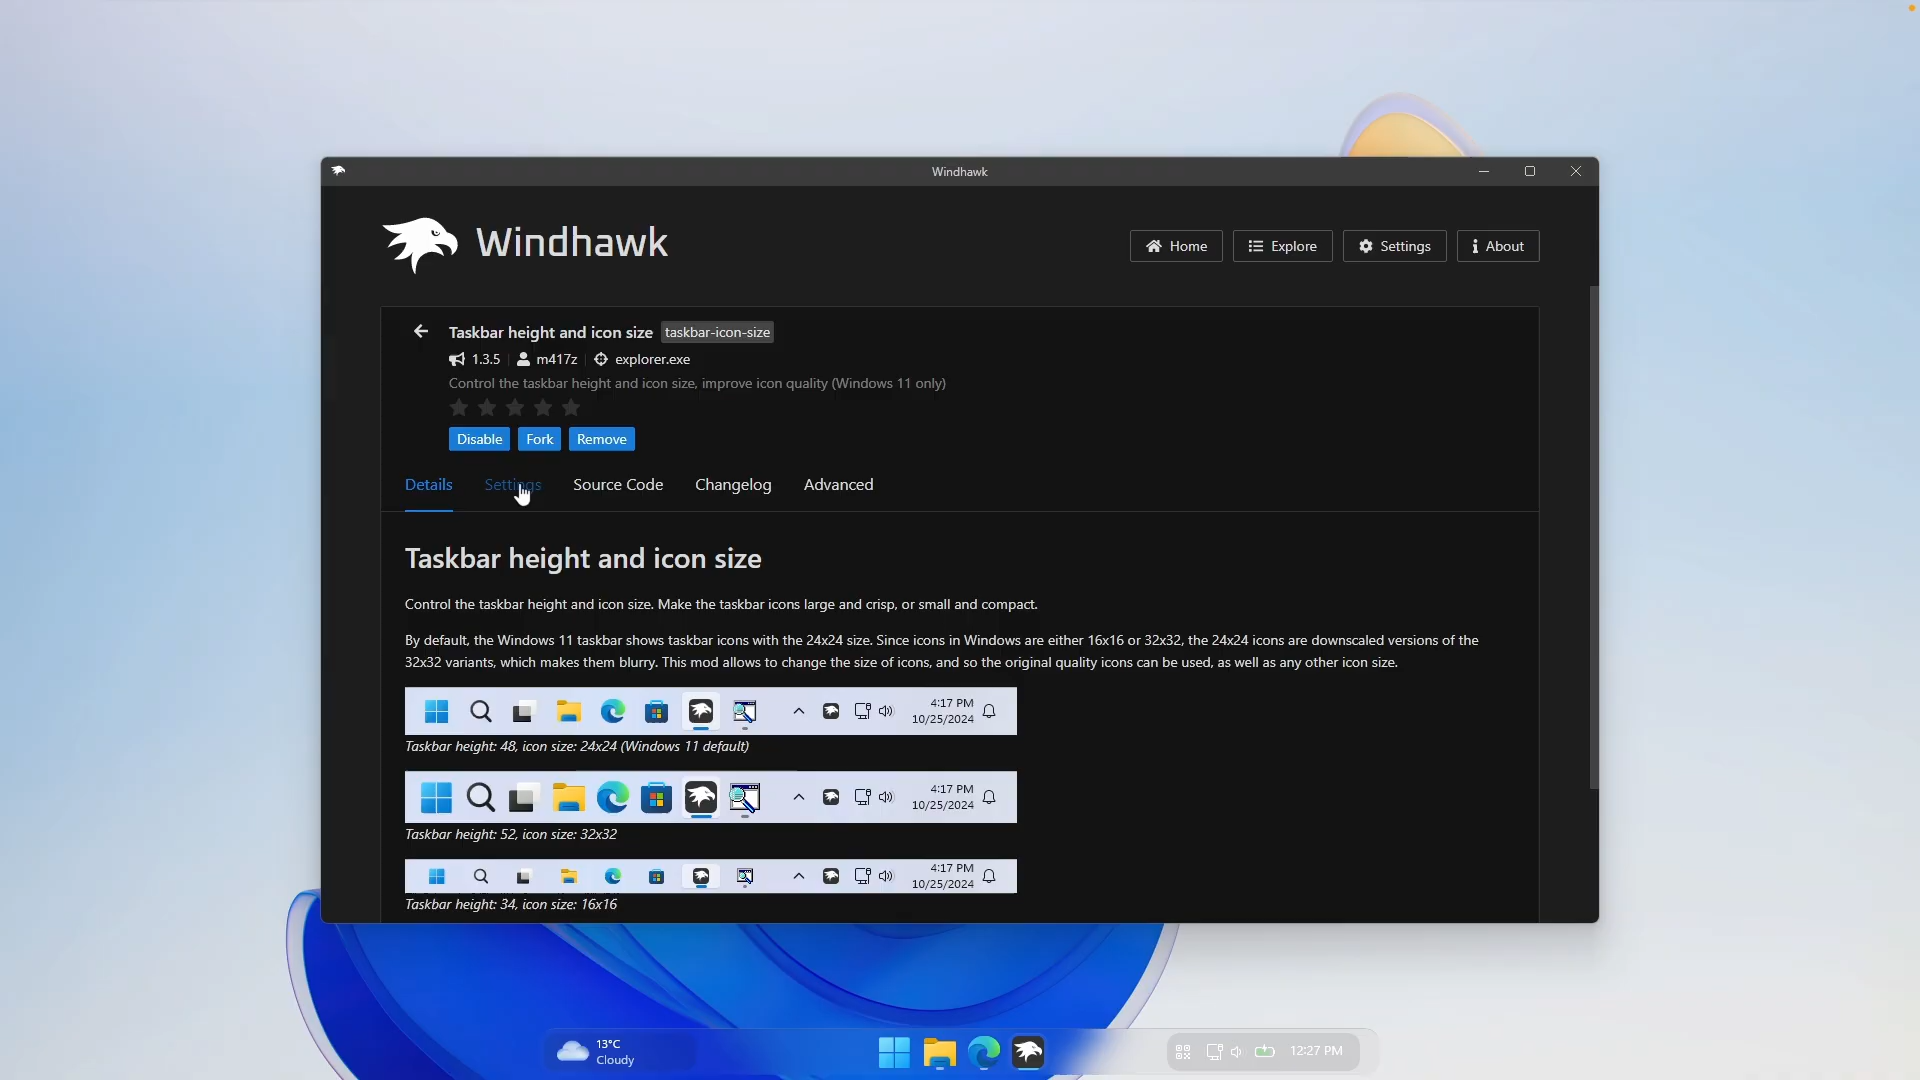 Windhawk
Windhawk
Home
Explore
Settings
About
Taskbar height and icon size taskbar-icon-size
1.3.5 m417z explorer.exe
Control the taskbar height and icon size, improve icon quality (Windows 11 only)
Disable
Fork
Remove
Details
Settings
Source Code
Changelog
Advanced
Taskbar height and icon size
Control the taskbar height and icon size. Make the taskbar icons large and crisp, or small and compact.
By default, the Windows 11 taskbar shows taskbar icons with the 24x24 size. Since icons in Windows are either 16x16 or 32x32, the 24x24 icons are downscaled versions of the
32x32 variants, which makes them blurry. This mod allows to change the size of icons, and so the original quality icons can be used, as well as any other icon size.
4:17 PM
10/25/2024
Taskbar height: 48, icon size: 24x24 (Windows 11 default)
4:17 PM
10/25/2024
Taskbar height: 52, icon size: 32x32
4:17 PM
10/25/2024
Taskbar height: 34, icon size: 16x16
13°C
Cloudy
12:27 PM